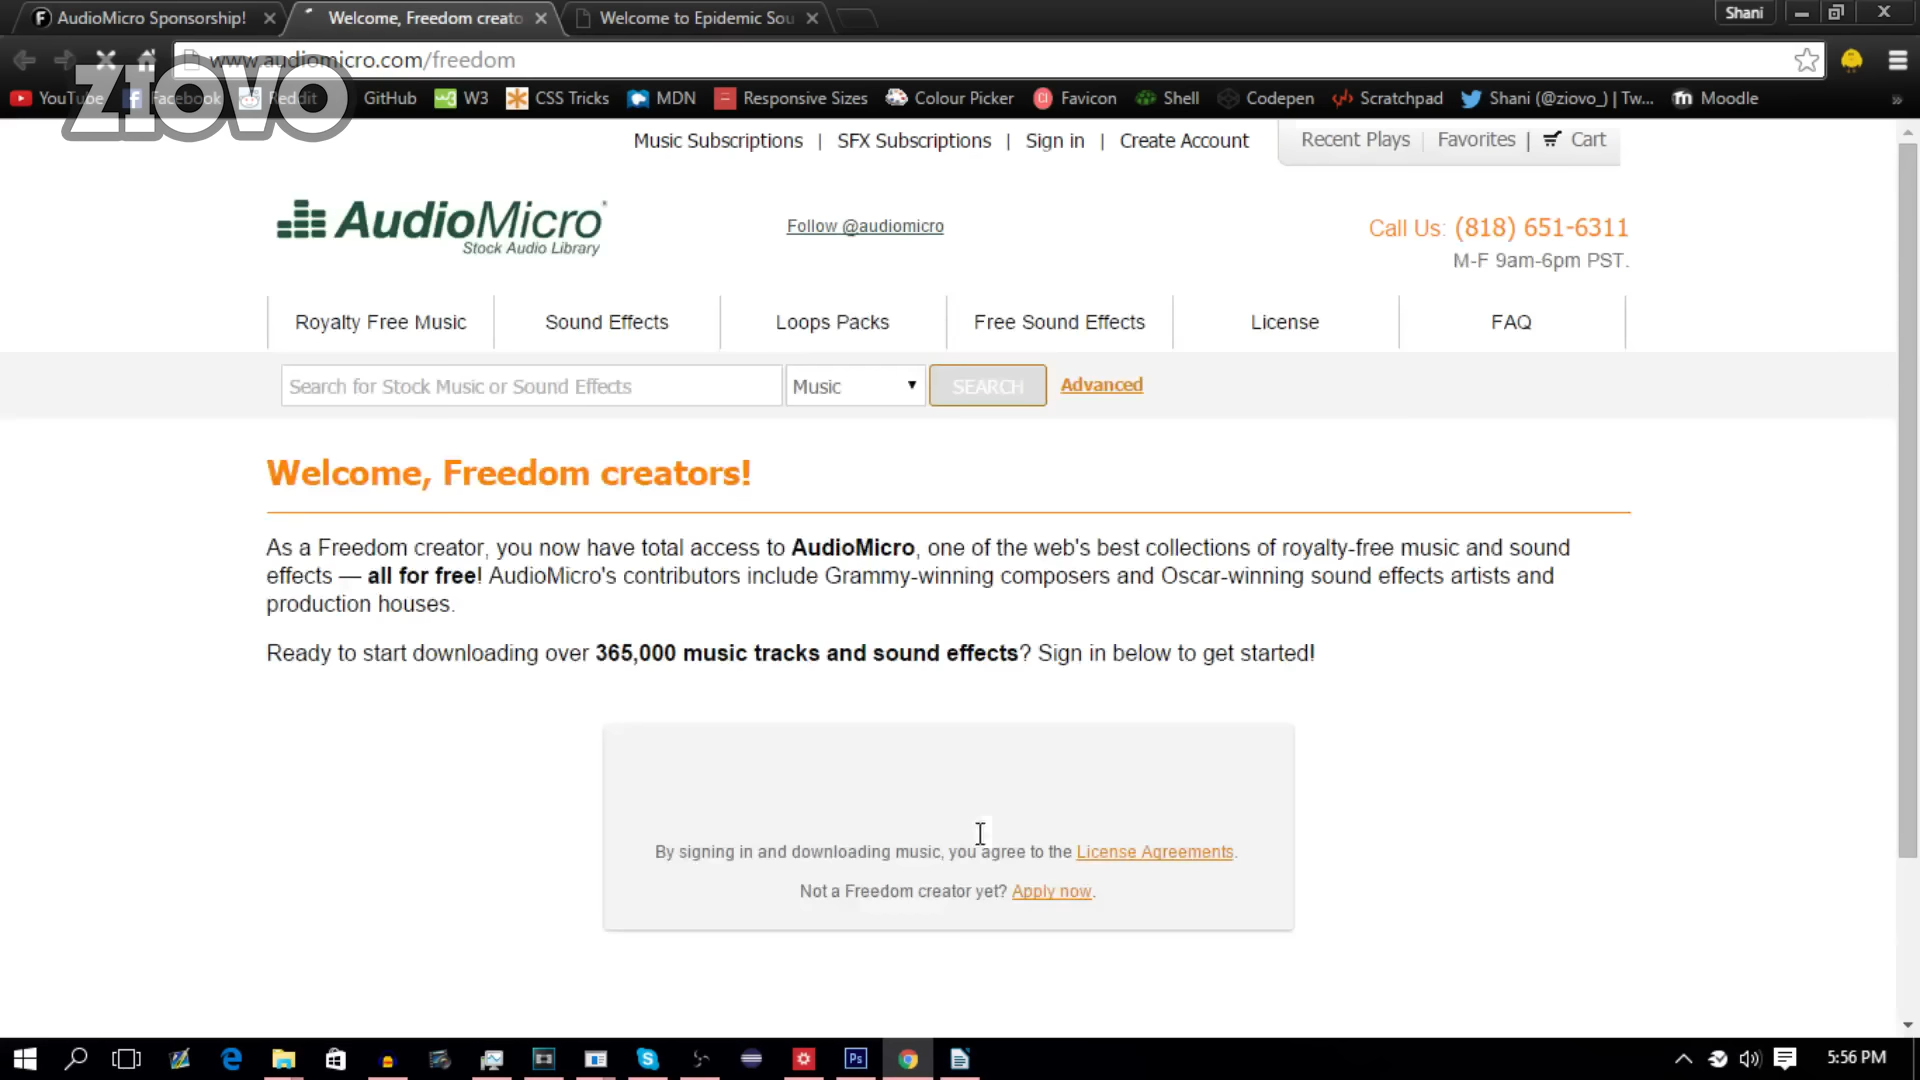 AudioMicro Sponsorship!
Welcome, Freedom creato
Welcome to Epidemic Sou
Shani
www.audiomicro.com/freedom
ZIOVO
YouTube Facebook Reddit GitHub W3 CSS Tricks MDN Responsive Sizes Colour Picker Favicon Shell Codepen Scratchpad Shani (@ziovo_) | Tw... Moodle »
Music Subscriptions | SFX Subscriptions | Sign in | Create Account Recent Plays | Favorites | Cart
AudioMicro
Stock Audio Library
Follow @audiomicro
Call Us: (818) 651-6311
M-F 9am-6pm PST.
Royalty Free Music Sound Effects Loops Packs Free Sound Effects License FAQ
Search for Stock Music or Sound Effects Music SEARCH Advanced
Welcome, Freedom creators!
As a Freedom creator, you now have total access to AudioMicro, one of the web's best collections of royalty-free music and sound
effects — all for free! AudioMicro's contributors include Grammy-winning composers and Oscar-winning sound effects artists and
production houses.
Ready to start downloading over 365,000 music tracks and sound effects? Sign in below to get started!
By signing in and downloading music, you agree to the License Agreements.
Not a Freedom creator yet? Apply now.
Ps
5:56 PM